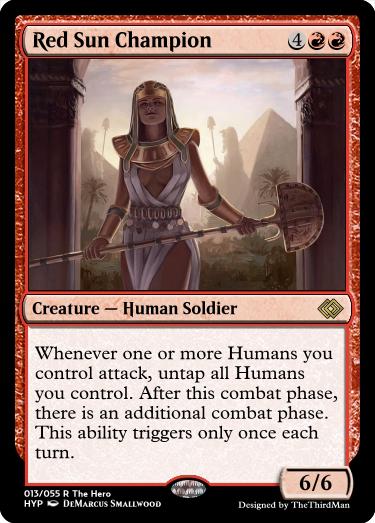 Red Sun Champion 4
Creature — Human Soldier
Whenever one or more Humans you
control attack, untap all Humans
you control. After this combat phase,
there is an additional combat phase.
This ability triggers only once each
turn.
6/6
013/055 R The Hero
HYP DeMarcus Smallwood
Designed by TheThirdMan